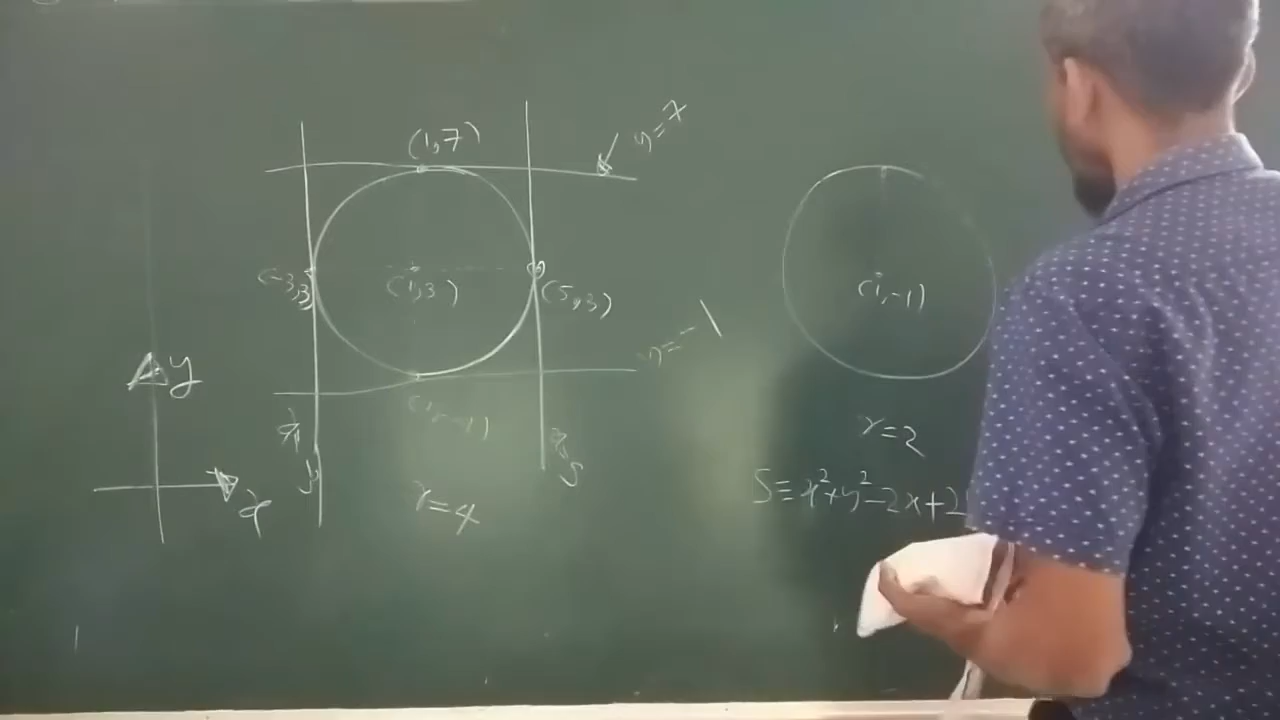 (1,7)
y=7
(-3,3)
(1,3)
(5,3)
(1,-1)
y
y=-1
(1,-1)
r=2
x
r=4
S≡x²+y²-2x+2